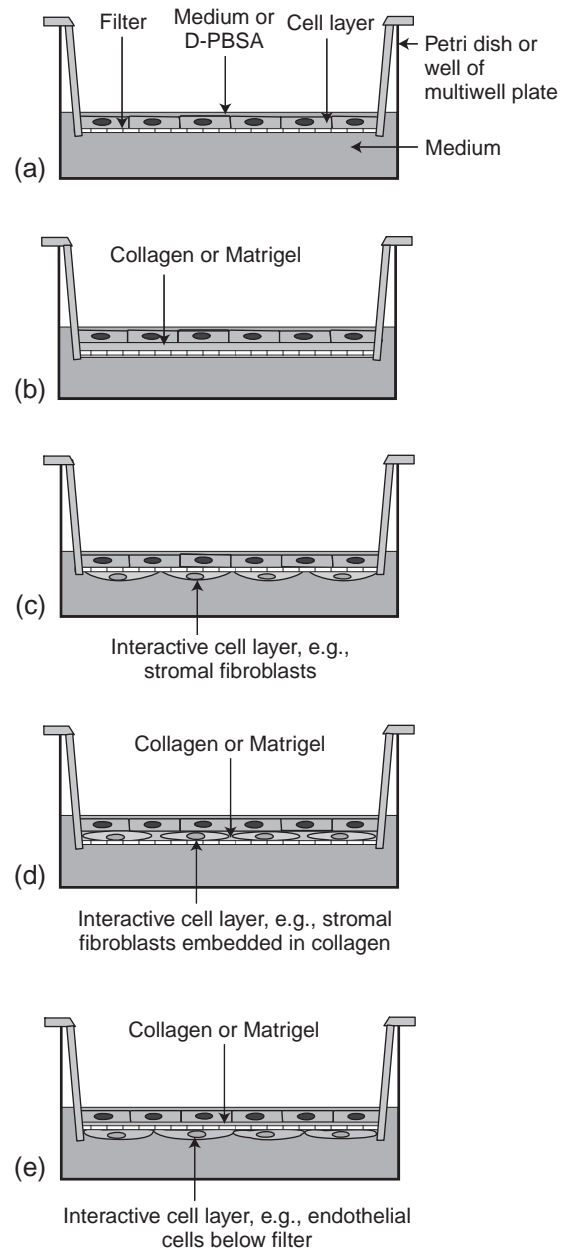 Filter
Medium or
D-PBSA
Cell layer
Petri dish or
well of
multiwell plate
Medium
(a)
Collagen or Matrigel
(b)
(c)
Interactive cell layer, e.g.,
stromal fibroblasts
Collagen or Matrigel
(d)
Interactive cell layer, e.g., stromal
fibroblasts embedded in collagen
Collagen or Matrigel
(e)
Interactive cell layer, e.g., endothelial
cells below filter